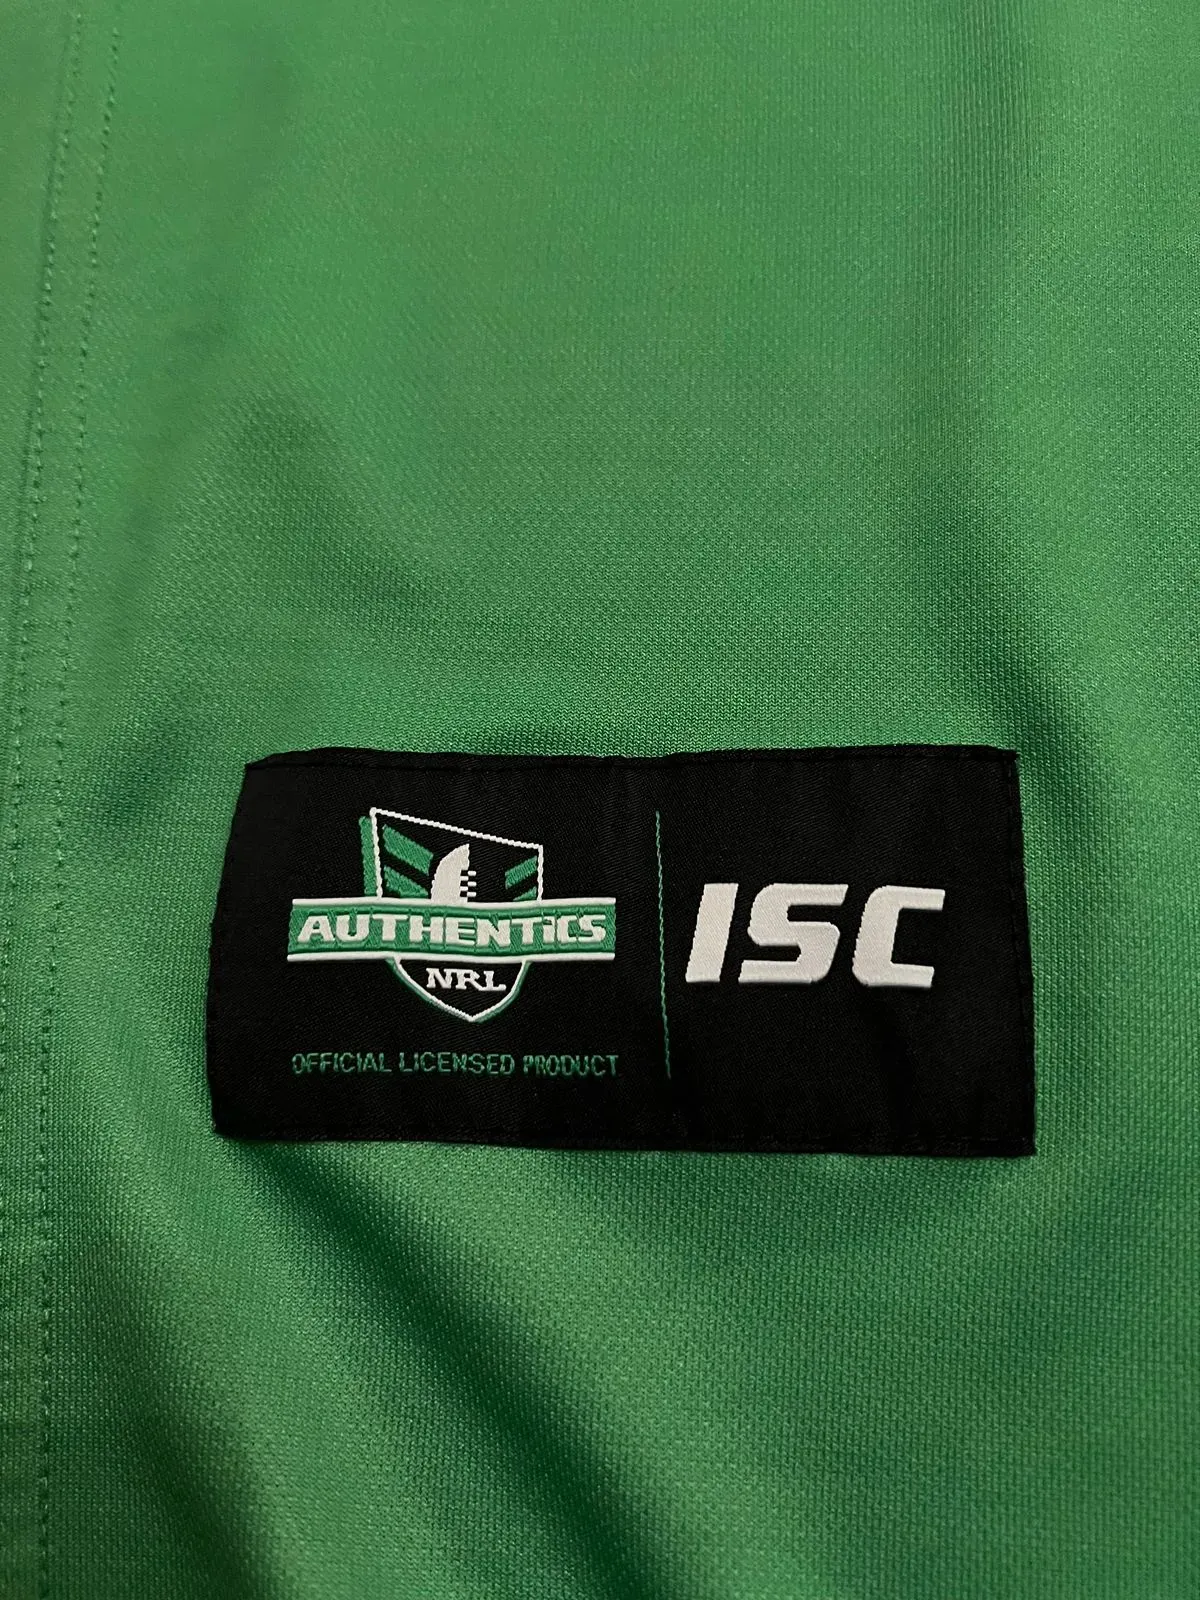 AUTHENTICS
NRL
OFFICIAL LICENSED PRODUCT
ISC